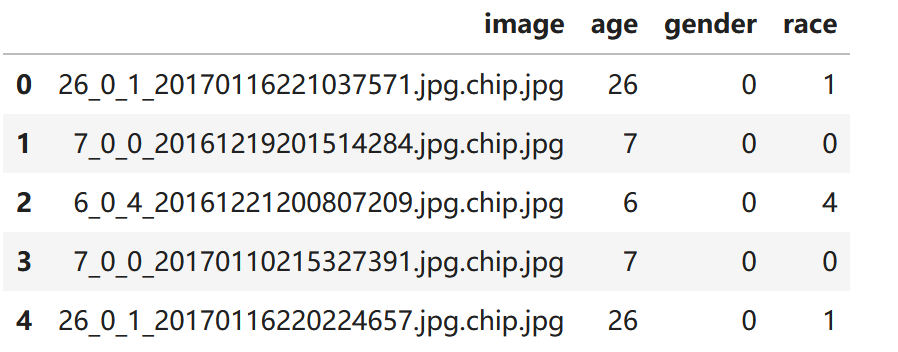 image age gender race
0 26_0_1_20170116221037571.jpg.chip.jpg 26 0 1
1 7_0_0_20161219201514284.jpg.chip.jpg 7 0 0
2 6_0_4_20161221200807209.jpg.chip.jpg 6 0 4
3 7_0_0_20170110215327391.jpg.chip.jpg 7 0 0
4 26_0_1_20170116220224657.jpg.chip.jpg 26 0 1